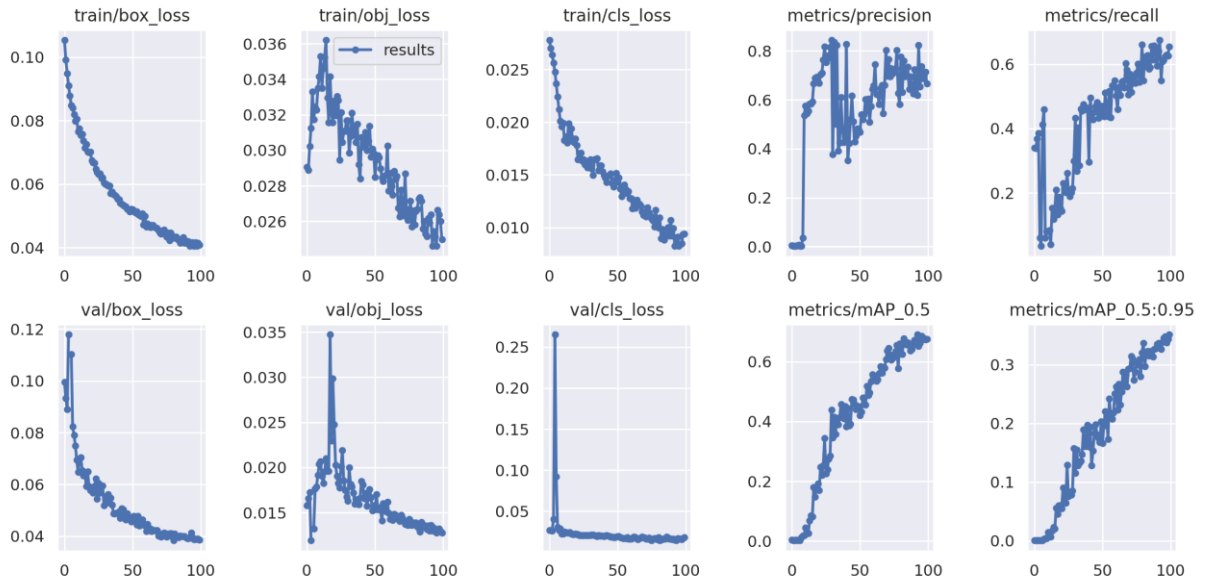 train/box_loss
train/obj_loss
train/cls_loss
metrics/precision
metrics/recall
0.10
0.08
0.06
0.04
0 50 100
0.036
0.034
0.032
0.030
0.028
0.026
results
0 50 100
0.025
0.020
0.015
0.010
0 50 100
0.8
0.6
0.4
0.2
0.0
0 50 100
0.6
0.4
0.2
0 50 100
val/box_loss
val/obj_loss
val/cls_loss
metrics/mAP_0.5
metrics/mAP_0.5:0.95
0.12
0.10
0.08
0.06
0.04
0 50 100
0.035
0.030
0.025
0.020
0.015
0 50 100
0.25
0.20
0.15
0.10
0.05
0 50 100
0.6
0.4
0.2
0.0
0 50 100
0.3
0.2
0.1
0.0
0 50 100